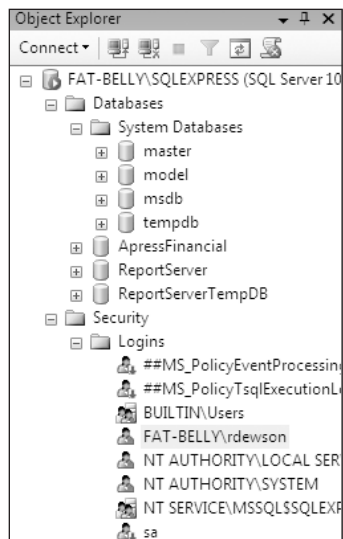 Object Explorer
Connect
FAT-BELLY\SQLEXPRESS (SQL Server 10
Databases
System Databases
master
model
msdb
tempdb
ApressFinancial
ReportServer
ReportServerTempDB
Security
Logins
##MS_PolicyEventProcessing
##MS_PolicyTsqlExecutionLo
BUILTIN\Users
FAT-BELLY\rdewson
NT AUTHORITY\LOCAL SER
NT AUTHORITY\SYSTEM
NT SERVICE\MSSQL$SQLEXP
sa